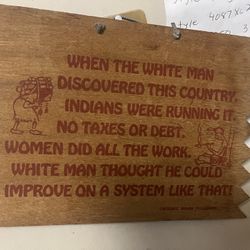 4087XL2
WHEN THE WHITE MAN
DISCOVERED THIS COUNTRY,
INDIANS WERE RUNNING IT.
NO TAXES OR DEBT.
WOMEN DID ALL THE WORK.
WHITE MAN THOUGHT HE COULD
IMPROVE ON A SYSTEM LIKE THAT!